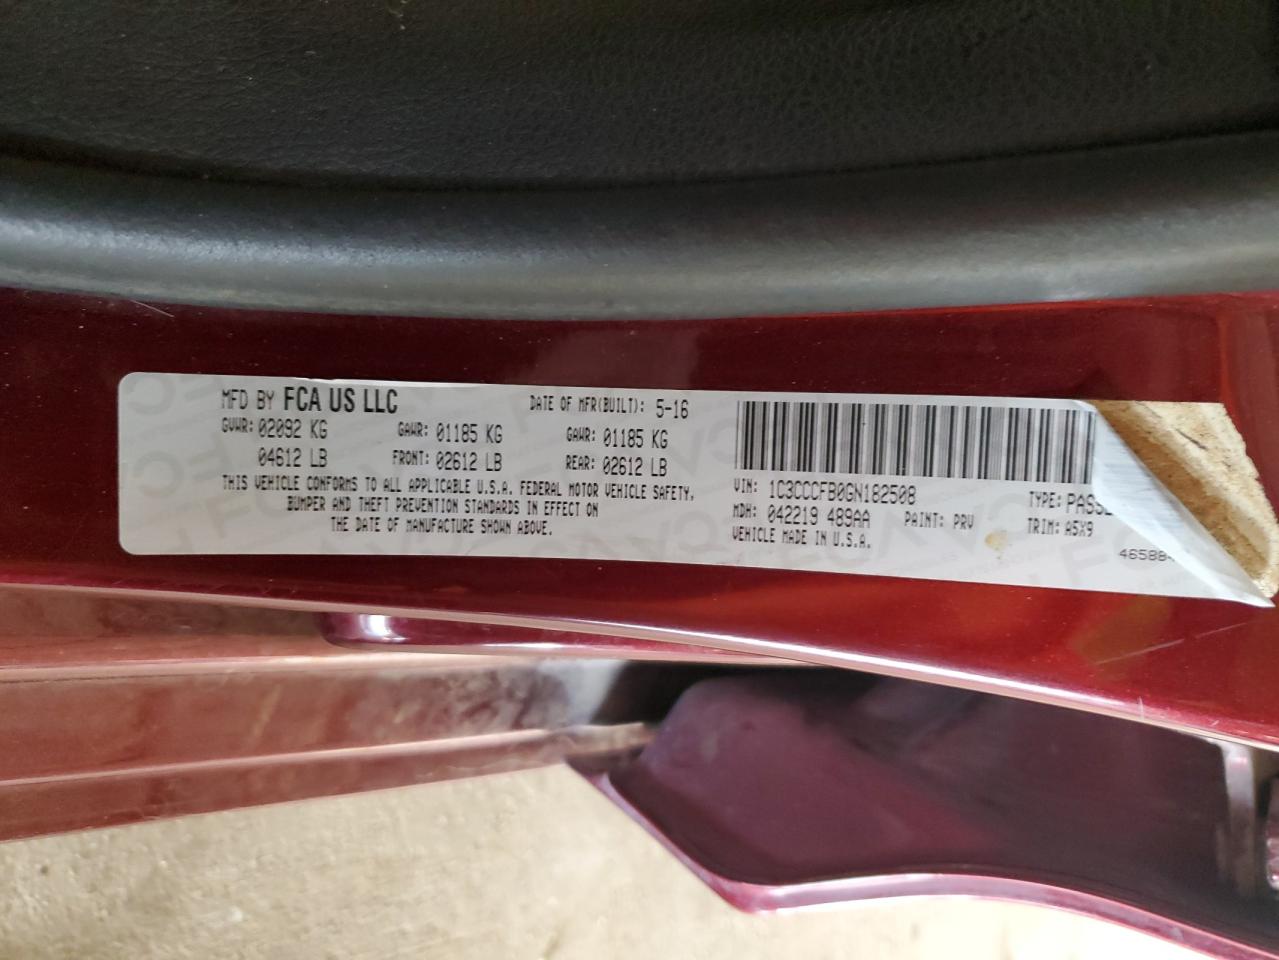 MFD BY FCA US LLC DATE OF MFR(BUILT): 5-16
GVWR: 02092 KG GAWR: 01185 KG GAWR: 01185 KG
04612 LB FRONT: 02612 LB REAR: 02612 LB
THIS VEHICLE CONFORMS TO ALL APPLICABLE U.S.A. FEDERAL MOTOR VEHICLE SAFETY,
BUMPER AND THEFT PREVENTION STANDARDS IN EFFECT ON
THE DATE OF MANUFACTURE SHOWN ABOVE.
VIN: 1C3CCCFB0GN182508 TYPE:
MDH: 042219 489AA PAINT: PRV TRIM: A5X9
VEHICLE MADE IN U.S.A.